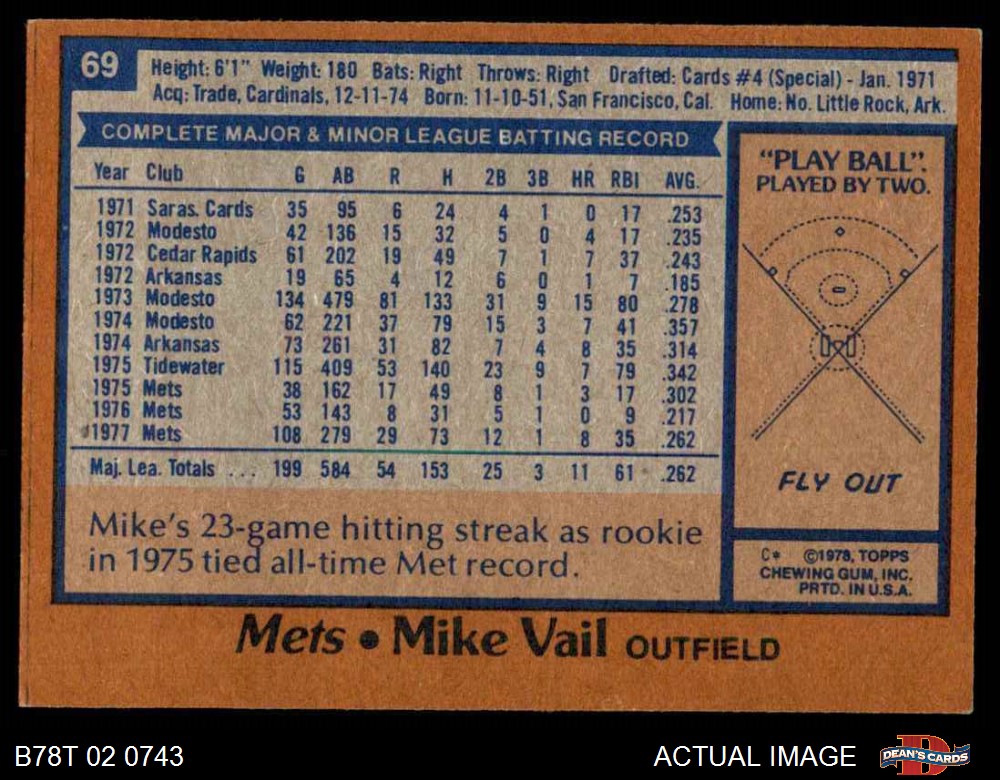 69
Height: 6'1" Weight: 180 Bats: Right Throws: Right Drafted: Cards #4 (Special) - Jan. 1971
Acq: Trade, Cardinals, 12-11-74 Born: 11-10-51, San Francisco, Cal. Home: No. Little Rock, Ark.
COMPLETE MAJOR & MINOR LEAGUE BATTING RECORD
Year Club G AB R H 2B 3B HR RBI AVG.
1971 Saras. Cards 35 95 6 24 4 1 0 17 .253
1972 Modesto 42 136 15 32 5 0 4 17 .235
1972 Cedar Rapids 61 202 19 49 7 1 7 37 .243
1972 Arkansas 19 65 4 12 6 0 1 7 .185
1973 Modesto 134 479 81 133 31 9 15 80 .278
1974 Modesto 62 221 37 79 15 3 7 41 .357
1974 Arkansas 73 261 31 82 7 4 8 35 .314
1975 Tidewater 115 409 53 140 23 9 7 79 .342
1975 Mets 38 162 17 49 8 1 3 17 .302
1976 Mets 53 143 8 31 5 1 0 9 .217
1977 Mets 108 279 29 73 12 1 8 35 .262
Maj. Lea. Totals ... 199 584 54 153 25 3 11 61 .262
Mike's 23-game hitting streak as rookie
in 1975 tied all-time Met record.
"PLAY BALL":
PLAYED BY TWO.
FLY OUT
C* ©1978, TOPPS
CHEWING GUM, INC.
PRTD. IN U.S.A.
Mets • Mike Vail OUTFIELD
B78T 02 0743
ACTUAL IMAGE
D
DEAN'S CARDS